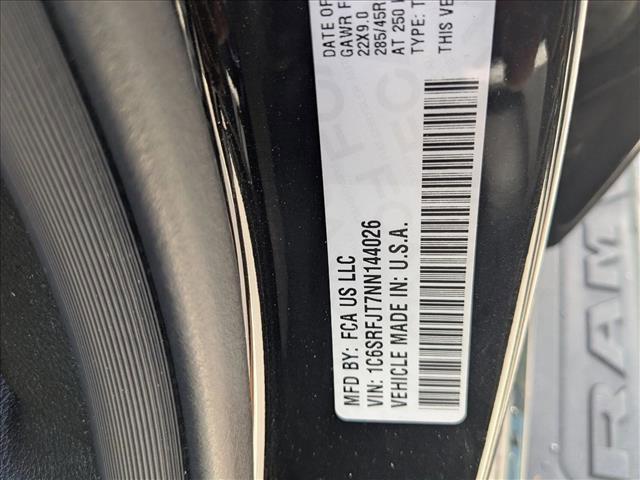 MFD BY: FCA US LLC
VIN: 1C6SRFJT7NN144026
VEHICLE MADE IN: U.S.A.
DATE OF
GAWR F
22X9.0
285/45R
AT 250
TYPE: T
THIS VE
RAM